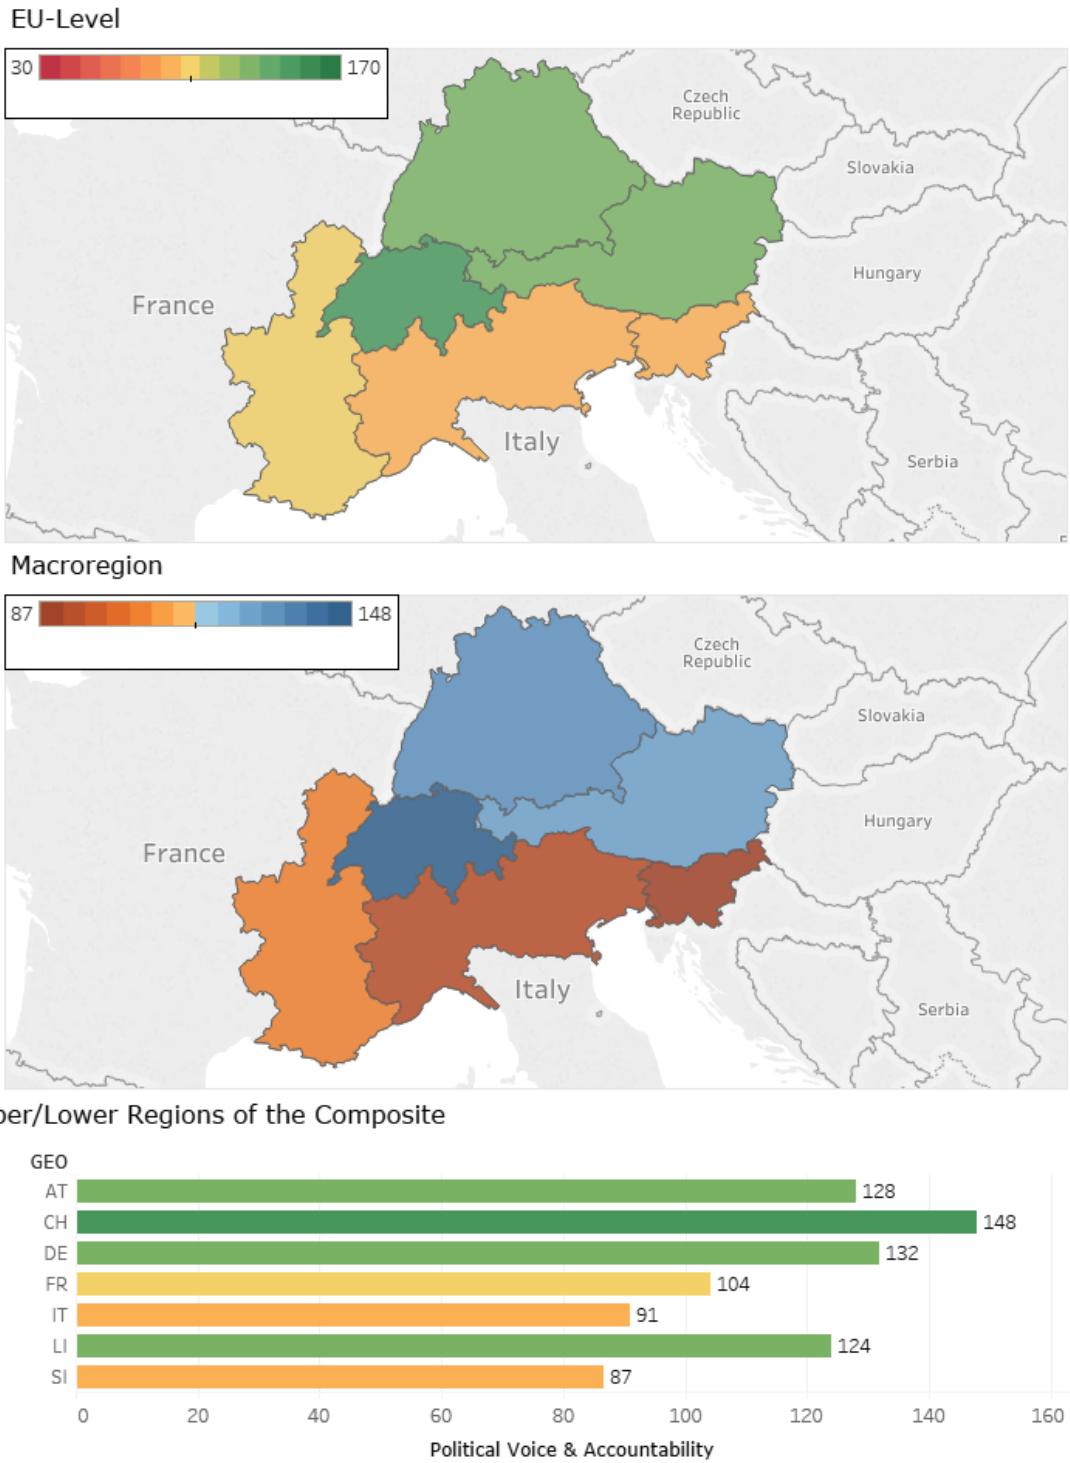 EU-Level
30 170
Czech
Republic
Slovakia
France
Hungary
Italy
Serbia
Macroregion
87 148
Czech
Republic
Slovakia
France
Hungary
Italy
Serbia
per/Lower Regions of the Composite
GEO
AT 128
CH 148
DE 132
FR 104
IT 91
LI 124
SI 87
0 20 40 60 80 100 120 140 160
Political Voice & Accountability